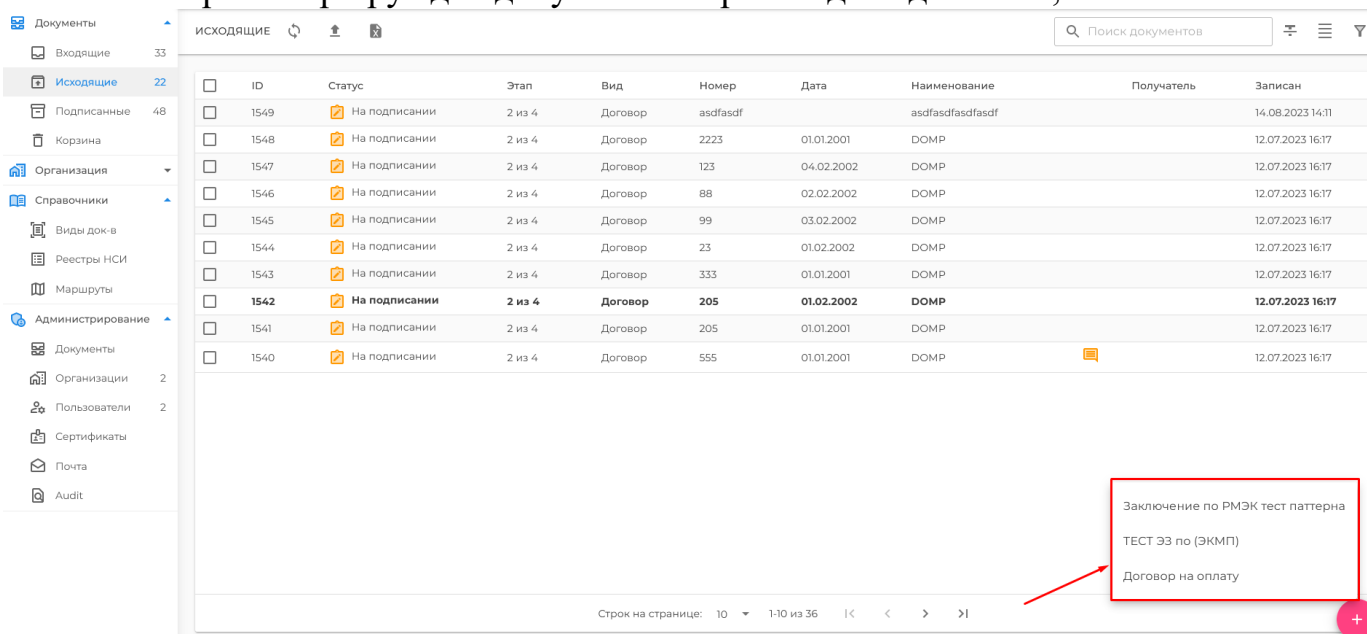 Документы
Входящие 33
Исходящие 22
Подписанные 48
Корзина
Организация
Справочники
Виды док-в
Реестры НСИ
Маршруты
Администрирование
Документы
Организации 2
Пользователи 2
Сертификаты
Почта
Audit
ИСХОДЯЩИЕ
Поиск документов
ID Статус Этап Вид Номер Дата Наименование Получатель Записан
1549 На подписании 2 из 4 Договор asdfasdf asdfasdfasdfasdf 14.08.2023 14:11
1548 На подписании 2 из 4 Договор 2223 01.01.2001 DOMP 12.07.2023 16:17
1547 На подписании 2 из 4 Договор 123 04.02.2002 DOMP 12.07.2023 16:17
1546 На подписании 2 из 4 Договор 88 02.02.2002 DOMP 12.07.2023 16:17
1545 На подписании 2 из 4 Договор 99 03.02.2002 DOMP 12.07.2023 16:17
1544 На подписании 2 из 4 Договор 23 01.02.2002 DOMP 12.07.2023 16:17
1543 На подписании 2 из 4 Договор 333 01.01.2001 DOMP 12.07.2023 16:17
1542 На подписании 2 из 4 Договор 205 01.02.2002 DOMP 12.07.2023 16:17
1541 На подписании 2 из 4 Договор 205 01.01.2001 DOMP 12.07.2023 16:17
1540 На подписании 2 из 4 Договор 555 01.01.2001 DOMP 12.07.2023 16:17
Заключение по РМЭК тест паттерна
ТЕСТ ЭЗ по (ЭКМП)
Договор на оплату
Строк на странице: 10 1-10 из 36